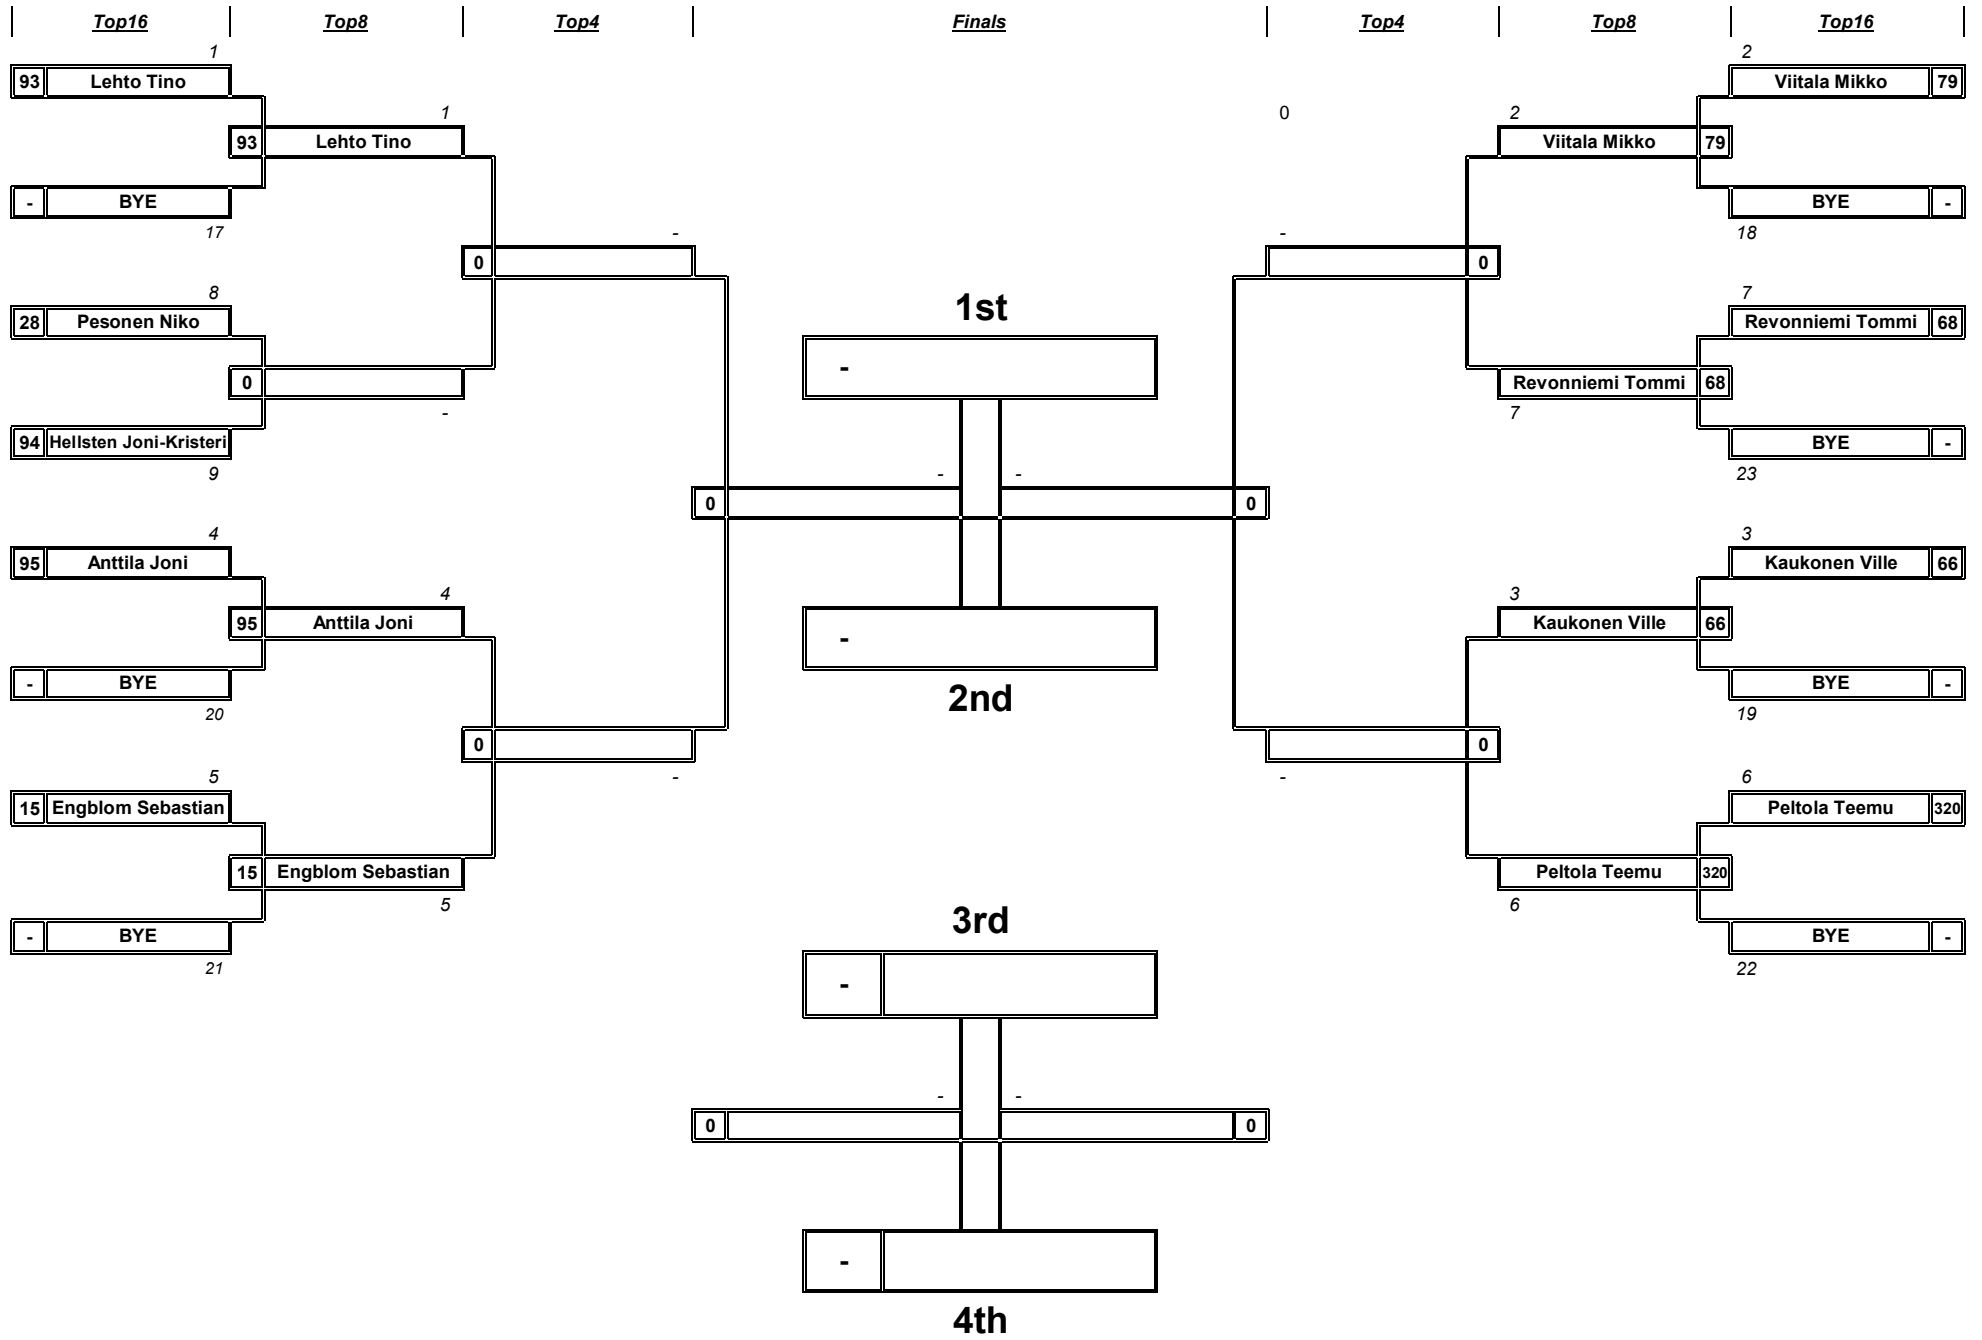 Top16 Top8 Top4 Finals Top4 Top8 Top16
1 2
93 Lehto Tino Viitala Mikko 79
1 0 2
93 Lehto Tino Viitala Mikko 79
- BYE BYE -
17 - - 18
0 0
8 1st 7
28 Pesonen Niko Revonniemi Tommi 68
-
0 Revonniemi Tommi 68
- 7
94 Hellsten Joni-Kristeri BYE -
9 - - 23
0 0
4 3
95 Anttila Joni Kaukonen Ville 66
4 3
95 Anttila Joni Kaukonen Ville 66
-
- BYE BYE -
2nd
20 19
0 0
5 - - 6
15 Engblom Sebastian Peltola Teemu 320
15 Engblom Sebastian Peltola Teemu 320
5 6
3rd
- BYE BYE -
21 22
-
- -
0 0
-
4th